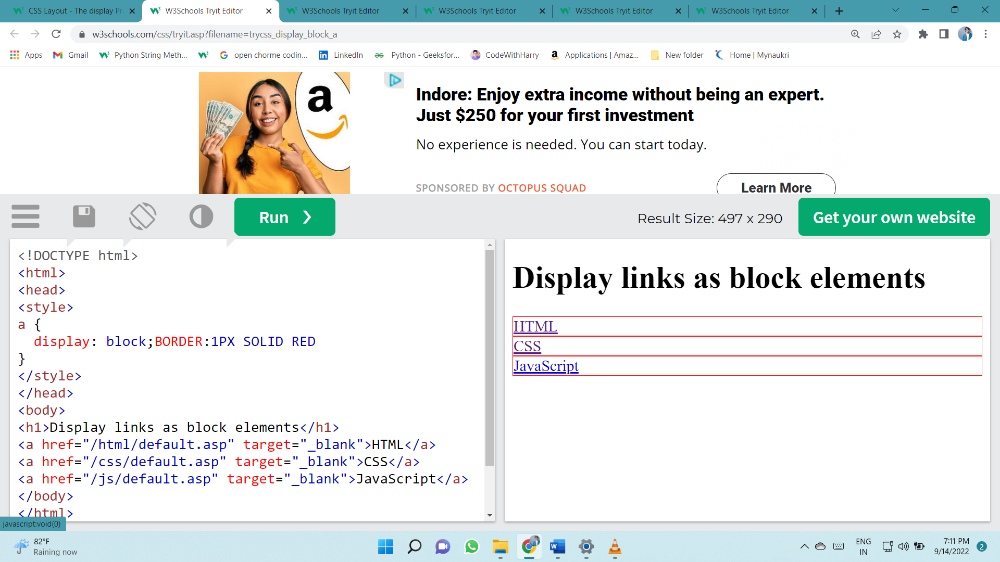 CSS Layout - The display Pr
W3Schools Tryit Editor
W3Schools Tryit Editor
W3Schools Tryit Editor
W3Schools Tryit Editor
W3Schools Tryit Editor
w3schools.com/css/tryit.asp?filename=trycss_display_block_a
Apps
Gmail
Python String Meth...
open chorme codin...
LinkedIn
Python - Geeksfor...
CodeWithHarry
Applications | Amaz...
New folder
Home | Mynaukri
Indore: Enjoy extra income without being an expert.
Just $250 for your first investment
No experience is needed. You can start today.
SPONSORED BY OCTOPUS SQUAD
Learn More
Run ❯
Result Size: 497 x 290
Get your own website
<!DOCTYPE html>
<html>
<head>
<style>
a {
display: block;BORDER:1PX SOLID RED
}
</style>
</head>
<body>
<h1>Display links as block elements</h1>
<a href="/html/default.asp" target="_blank">HTML</a>
<a href="/css/default.asp" target="_blank">CSS</a>
<a href="/js/default.asp" target="_blank">JavaScript</a>
</body>
</html>
Display links as block elements
HTML
CSS
JavaScript
javascript:void(0)
82°F
Raining now
ENG
IN
7:11 PM
9/14/2022
2